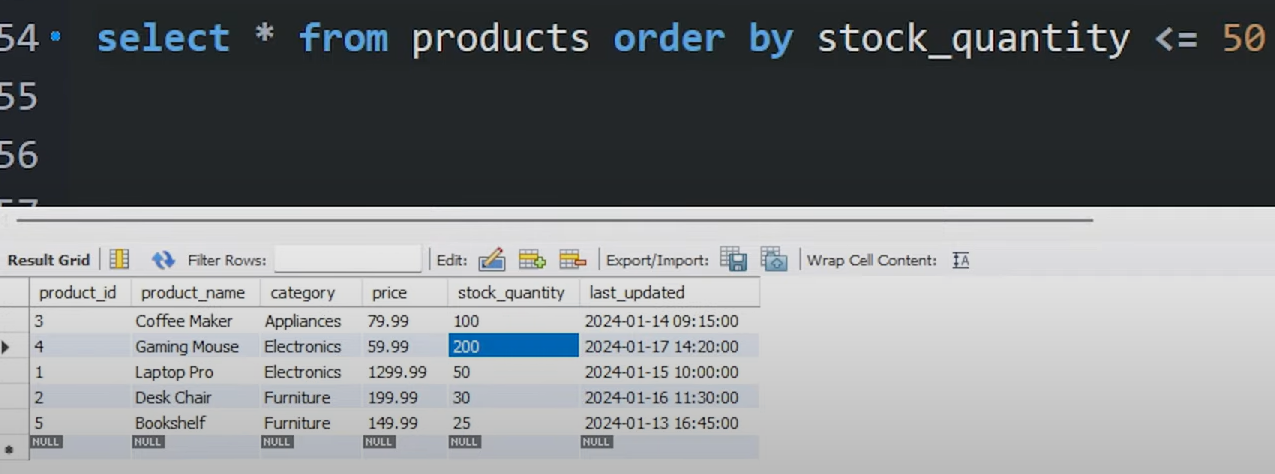 54 select * from products order by stock_quantity <= 50
55
56
57
Result Grid Filter Rows: Edit: Export/Import: Wrap Cell Content: IA
product_id product_name category price stock_quantity last_updated
3 Coffee Maker Appliances 79.99 100 2024-01-14 09:15:00
4 Gaming Mouse Electronics 59.99 200 2024-01-17 14:20:00
1 Laptop Pro Electronics 1299.99 50 2024-01-15 10:00:00
2 Desk Chair Furniture 199.99 30 2024-01-16 11:30:00
5 Bookshelf Furniture 149.99 25 2024-01-13 16:45:00
NULL NULL NULL NULL NULL NULL